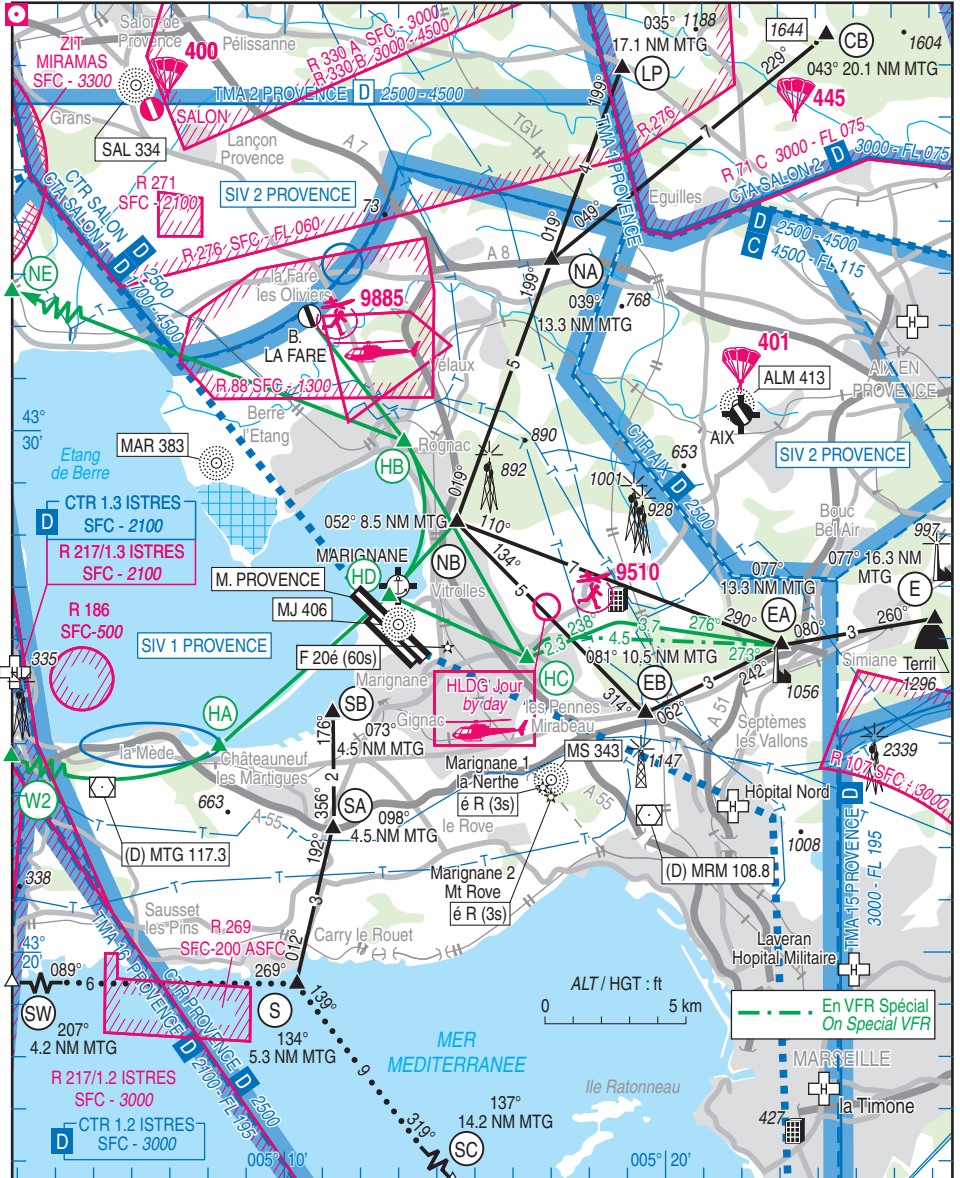 Salon de
Provence
Pélissanne
ZIT
MIRAMAS
SFC - 3300
400
R 330 A SFC - 3000
R 330 B 3000 - 4500
035°
1188
17.1 NM MTG
LP
1644
CB
1604
043° 20.1 NM MTG
229°
199°
TMA 2 PROVENCE D 2500 - 4500
445
Grans
SALON
SAL 334
Lançon
Provence
A 7
TGV
R 276
TMA 1 PROVENCE
4
7
R 71 C 3000 - FL 075
CTA SALON 2 D 3000 - FL 075
R 271
SFC - 2100
SIV 2 PROVENCE
Eguilles
CTR SALON D 2500
CTA SALON 1 D 1700-4500
73
019°
049°
D
C
2500 - 4500
4500 - FL 115
R 276 SFC - FL 060
NE
A 8
NA
199°
039°
13.3 NM MTG
768
la Fare
les Oliviers
9885
B.
LA FARE
H
Velaux
401
ALM 413
AIX EN
PROVENCE
R 88 SFC - 1300
5
43°
30'
Berre
l'Etang
AIX
Etang
de Berre
MAR 383
Rognac
HB
890
892
CTR AIX D 2500
653
SIV 2 PROVENCE
1001
928
D
CTR 1.3 ISTRES
SFC - 2100
019°
052° 8.5 NM MTG
110°
Bouc
Bel Air
997
R 217/1.3 ISTRES
SFC - 2100
MARIGNANE
NB
134°
077° 16.3 NM
MTG
M. PROVENCE
HD
Vitrolles
7
9510
077°
13.3 NM MTG
E
R 186
SFC-500
MJ 406
5
EA
260°
SIV 1 PROVENCE
238°
3.7
276°
290°
080°
3
335
F 20é (60s)
2.3
4.5
273°
081° 10.5 NM MTG
Simiane
Terril
1296
Marignane
HLDG Jour
by day
HC
EB
3
242°
1056
HA
SB
les Pennes
Mirabeau
314°
062°
A 51
Septèmes
les Vallons
176°
073°
4.5 NM MTG
Gignac
2339
la Mède
Châteauneuf
les Martigues
2
Marignane 1
la Nerthe
é R (3s)
MS 343
1147
R 107 SFC - 3000
W2
356°
SA
663
A 55
098°
4.5 NM MTG
A 55
H
Hôpital Nord
D
(D) MTG 117.3
192°
le Rove
1008
Marignane 2
Mt Rove
é R (3s)
(D) MRM 108.8
TMA 15 PROVENCE
3000 - FL 195
338
3
Sausset
les Pins
R 269
SFC-200 ASFC
Carry le Rouet
012°
43°
20
Laveran
Hopital Militaire
H
089°
6
269°
S
139°
ALT / HGT : ft
0 5 km
SW
207°
4.2 NM MTG
134°
5.3 NM MTG
En VFR Spécial
On Special VFR
TMA 16 PROVENCE D 2100 - FL195
CTR PROVENCE D 2500
MER
MEDITERRANEE
MARSEILLE
R 217/1.2 ISTRES
SFC - 3000
9
Ile Ratonneau
H
la Timone
D
CTR 1.2 ISTRES
SFC - 3000
137°
14.2 NM MTG
319°
SC
427
005° 10'
005° 20'